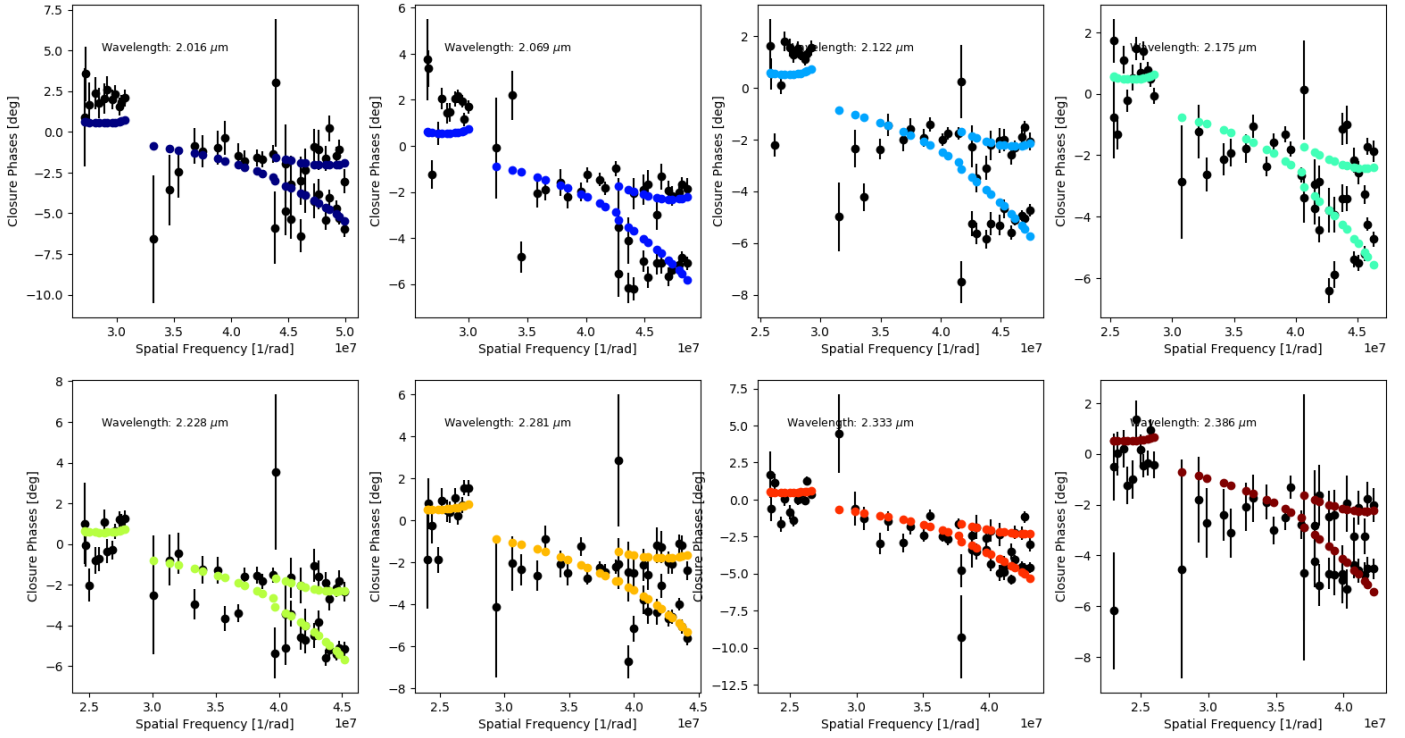 Closure Phases [deg]
7.5
5.0
2.5
0.0
−2.5
−5.0
−7.5
−10.0
Wavelength: 2.016 μm
3.0 3.5 4.0 4.5 5.0
1e7
Spatial Frequency [1/rad]
Closure Phases [deg]
6
4
2
0
−2
−4
−6
Wavelength: 2.069 μm
3.0 3.5 4.0 4.5
1e7
Spatial Frequency [1/rad]
Closure Phases [deg]
2
0
−2
−4
−6
−8
Wavelength: 2.122 μm
2.5 3.0 3.5 4.0 4.5
1e7
Spatial Frequency [1/rad]
Closure Phases [deg]
2
0
−2
−4
−6
Wavelength: 2.175 μm
2.5 3.0 3.5 4.0 4.5
1e7
Spatial Frequency [1/rad]
Closure Phases [deg]
8
6
4
2
0
−2
−4
−6
Wavelength: 2.228 μm
2.5 3.0 3.5 4.0 4.5
1e7
Spatial Frequency [1/rad]
Closure Phases [deg]
6
4
2
0
−2
−4
−6
−8
Wavelength: 2.281 μm
2.5 3.0 3.5 4.0 4.5
1e7
Spatial Frequency [1/rad]
Closure Phases [deg]
7.5
5.0
2.5
0.0
−2.5
−5.0
−7.5
−10.0
−12.5
Wavelength: 2.333 μm
2.5 3.0 3.5 4.0
1e7
Spatial Frequency [1/rad]
Closure Phases [deg]
2
0
−2
−4
−6
−8
Wavelength: 2.386 μm
2.5 3.0 3.5 4.0
1e7
Spatial Frequency [1/rad]